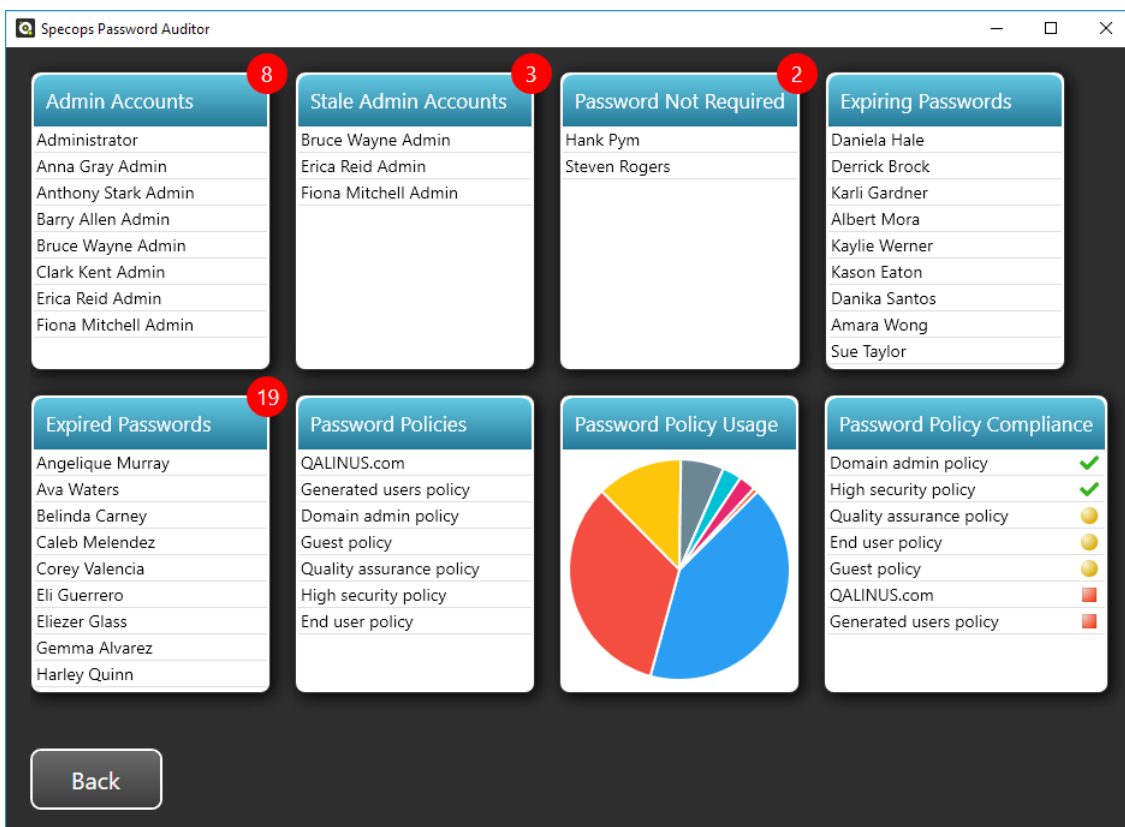 Specops Password Auditor
8
Admin Accounts
Administrator
Anna Gray Admin
Anthony Stark Admin
Barry Allen Admin
Bruce Wayne Admin
Clark Kent Admin
Erica Reid Admin
Fiona Mitchell Admin
3
Stale Admin Accounts
Bruce Wayne Admin
Erica Reid Admin
Fiona Mitchell Admin
2
Password Not Required
Hank Pym
Steven Rogers
Expiring Passwords
Daniela Hale
Derrick Brock
Karli Gardner
Albert Mora
Kaylie Werner
Kason Eaton
Danika Santos
Amara Wong
Sue Taylor
19
Expired Passwords
Angelique Murray
Ava Waters
Belinda Carney
Caleb Melendez
Corey Valencia
Eli Guerrero
Eliezer Glass
Gemma Alvarez
Harley Quinn
Password Policies
QALINUS.com
Generated users policy
Domain admin policy
Guest policy
Quality assurance policy
High security policy
End user policy
Password Policy Usage
Password Policy Compliance
Domain admin policy
High security policy
Quality assurance policy
End user policy
Guest policy
QALINUS.com
Generated users policy
Back